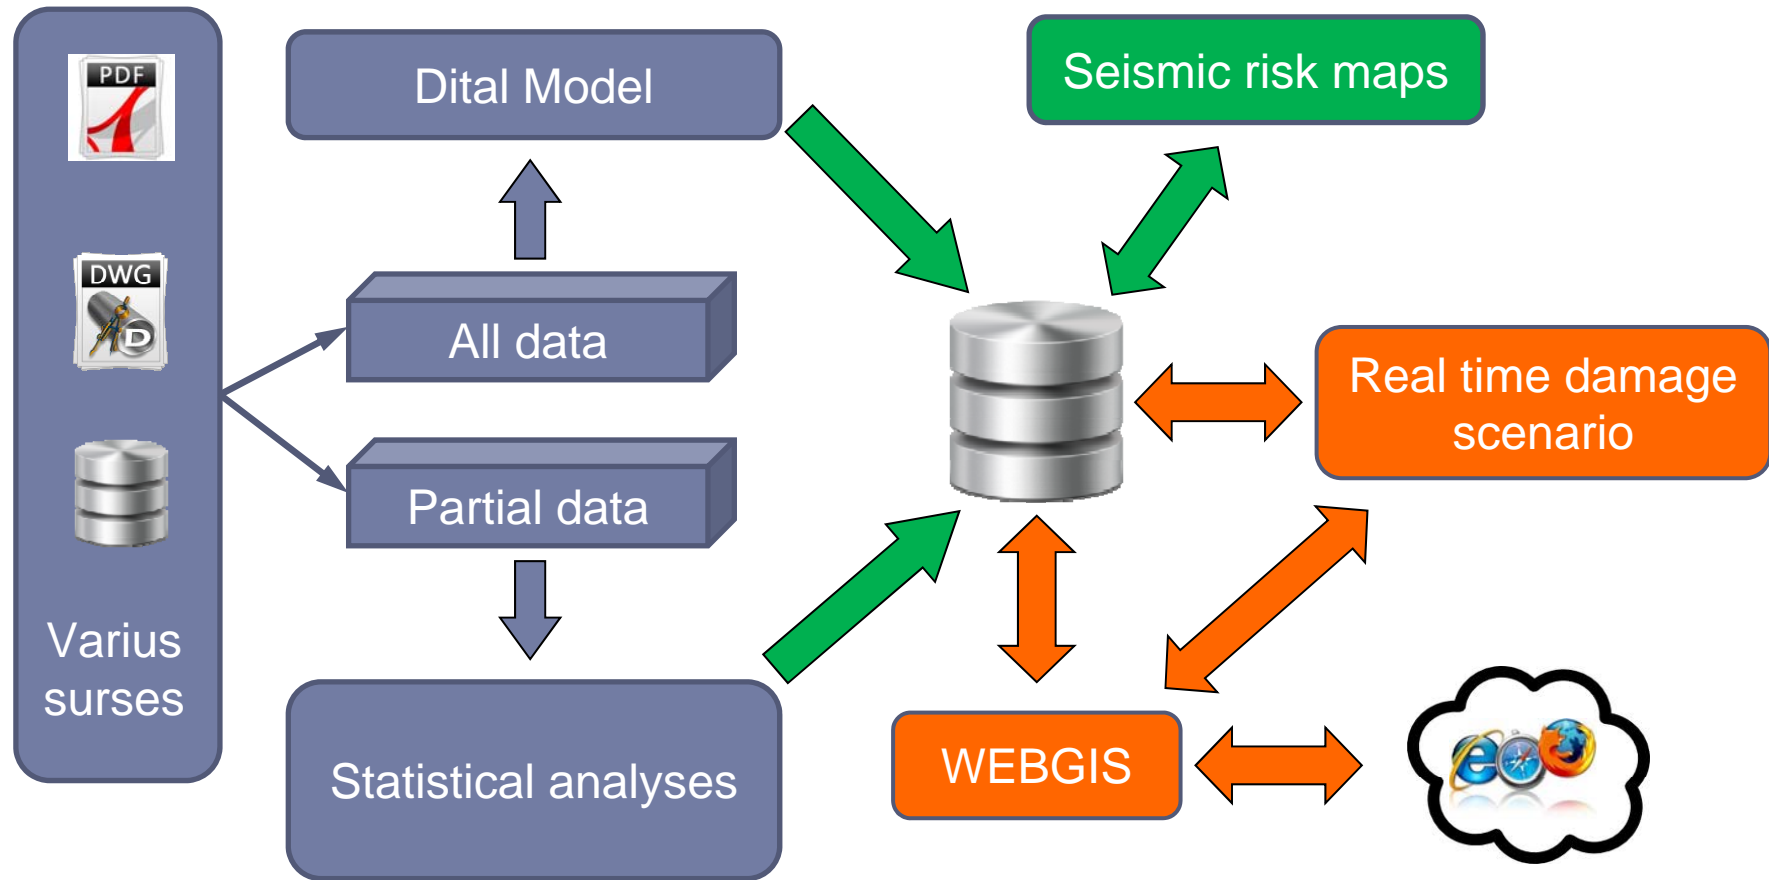 PDF
DWG
D
Varius
surses
Dital Model
All data
Partial data
Statistical analyses
Seismic risk maps
Real time damage
scenario
WEBGIS